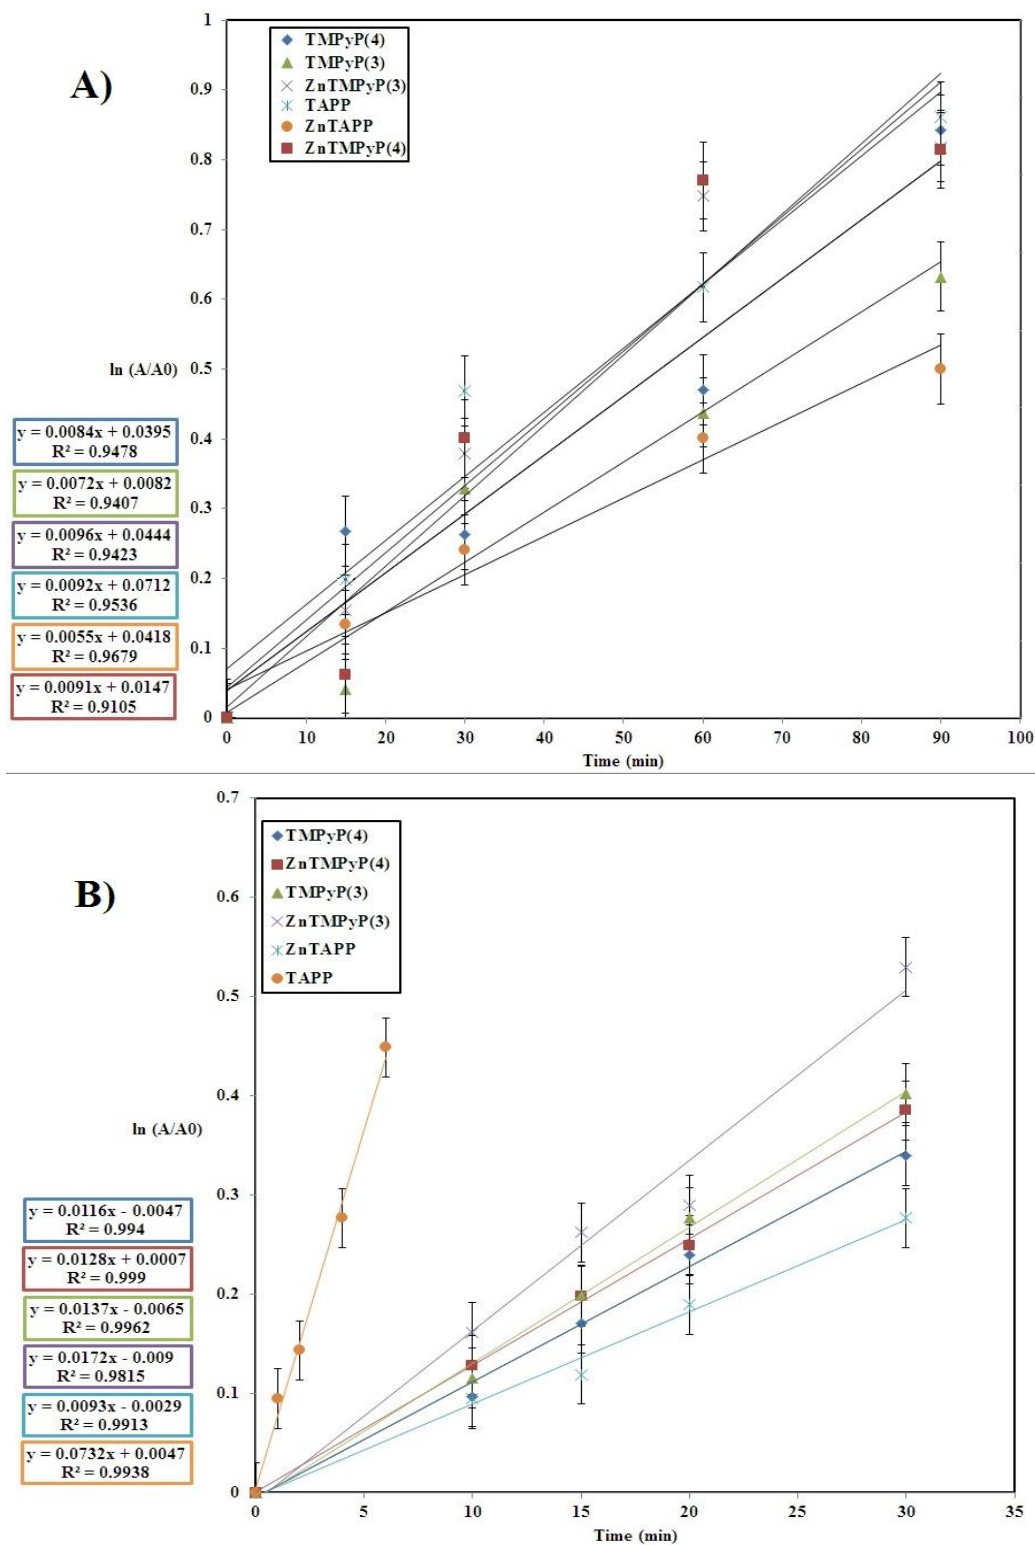 A)
TMPyP(4)
TMPyP(3)
ZnTMPyP(3)
TAPP
ZnTAPP
ZnTMPyP(4)
1
0.9
0.8
0.7
0.6
0.5
0.4
0.3
0.2
0.1
0
ln (A/A0)
y = 0.0084x + 0.0395
R² = 0.9478
y = 0.0072x + 0.0082
R² = 0.9407
y = 0.0096x + 0.0444
R² = 0.9423
y = 0.0092x + 0.0712
R² = 0.9536
y = 0.0055x + 0.0418
R² = 0.9679
y = 0.0091x + 0.0147
R² = 0.9105
0 10 20 30 40 50 60 70 80 90 100
Time (min)
B)
TMPyP(4)
ZnTMPyP(4)
TMPyP(3)
ZnTMPyP(3)
ZnTAPP
TAPP
0.7
0.6
0.5
0.4
0.3
0.2
0.1
0
ln (A/A0)
y = 0.0116x - 0.0047
R² = 0.994
y = 0.0128x + 0.0007
R² = 0.999
y = 0.0137x - 0.0065
R² = 0.9962
y = 0.0172x - 0.009
R² = 0.9815
y = 0.0093x - 0.0029
R² = 0.9913
y = 0.0732x + 0.0047
R² = 0.9938
0 5 10 15 20 25 30 35
Time (min)